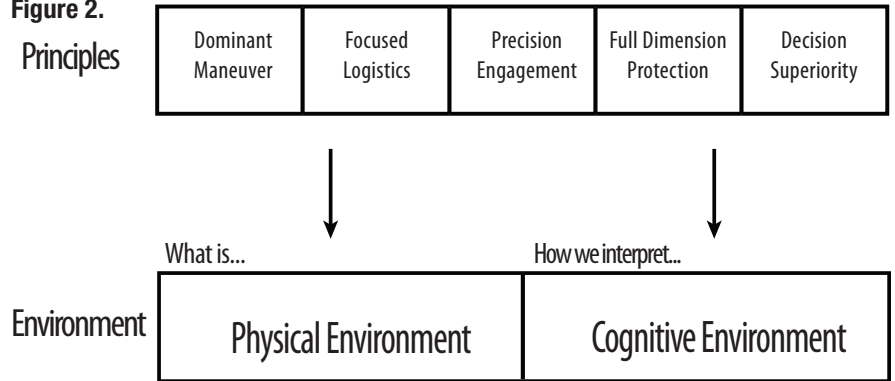 Figure 2.
Principles
Dominant
Maneuver
Focused
Logistics
Precision
Engagement
Full Dimension
Protection
Decision
Superiority
What is...
How we interpret...
Environment
Physical Environment
Cognitive Environment